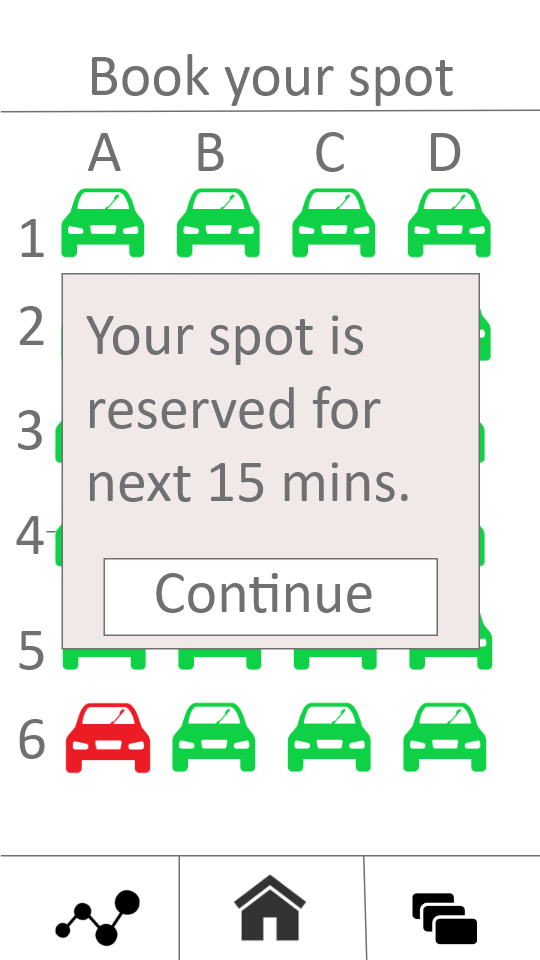 Book your spot
A B C D
1
2
Your spot is
reserved for
3
next 15 mins.
4
Continue
5
6